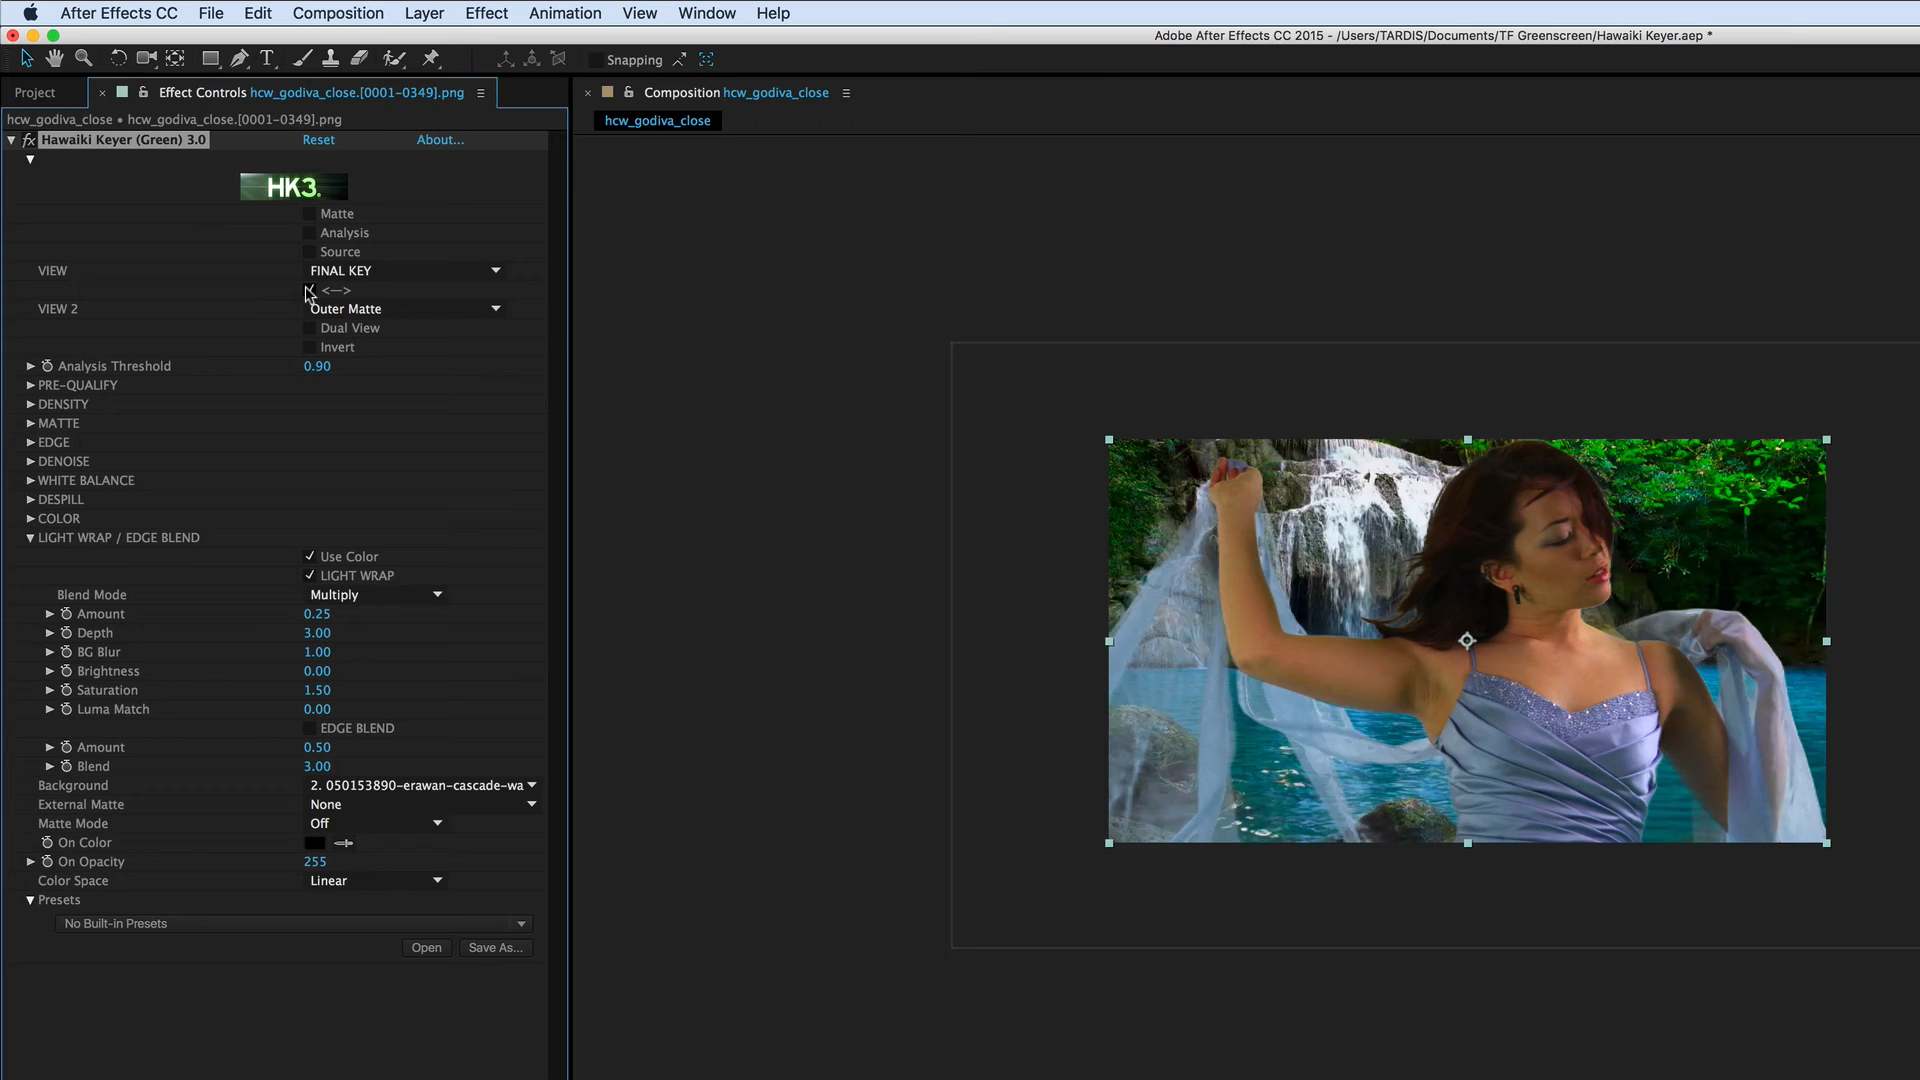 After Effects CC File Edit Composition Layer Effect Animation View Window Help
Adobe After Effects CC 2015 - /Users/TARDIS/Documents/TF Greenscreen/Hawaiki Keyer.aep *
Snapping
Project × Effect Controls hcw_godiva_close.[0001-0349].png
× Composition hcw_godiva_close
hcw_godiva_close • hcw_godiva_close.[0001-0349].png
hcw_godiva_close
fx Hawaiki Keyer (Green) 3.0 Reset About...
HK3.
Matte
Analysis
Source
VIEW FINAL KEY
<—>
VIEW 2 Outer Matte
Dual View
Invert
Analysis Threshold 0.90
PRE-QUALIFY
DENSITY
MATTE
EDGE
DENOISE
WHITE BALANCE
DESPILL
COLOR
LIGHT WRAP / EDGE BLEND
Use Color
LIGHT WRAP
Blend Mode Multiply
Amount 0.25
Depth 3.00
BG Blur 1.00
Brightness 0.00
Saturation 1.50
Luma Match 0.00
EDGE BLEND
Amount 0.50
Blend 3.00
Background 2. 050153890-erawan-cascade-wa
External Matte None
Matte Mode Off
On Color
On Opacity 255
Color Space Linear
Presets
No Built-in Presets
Open Save As...